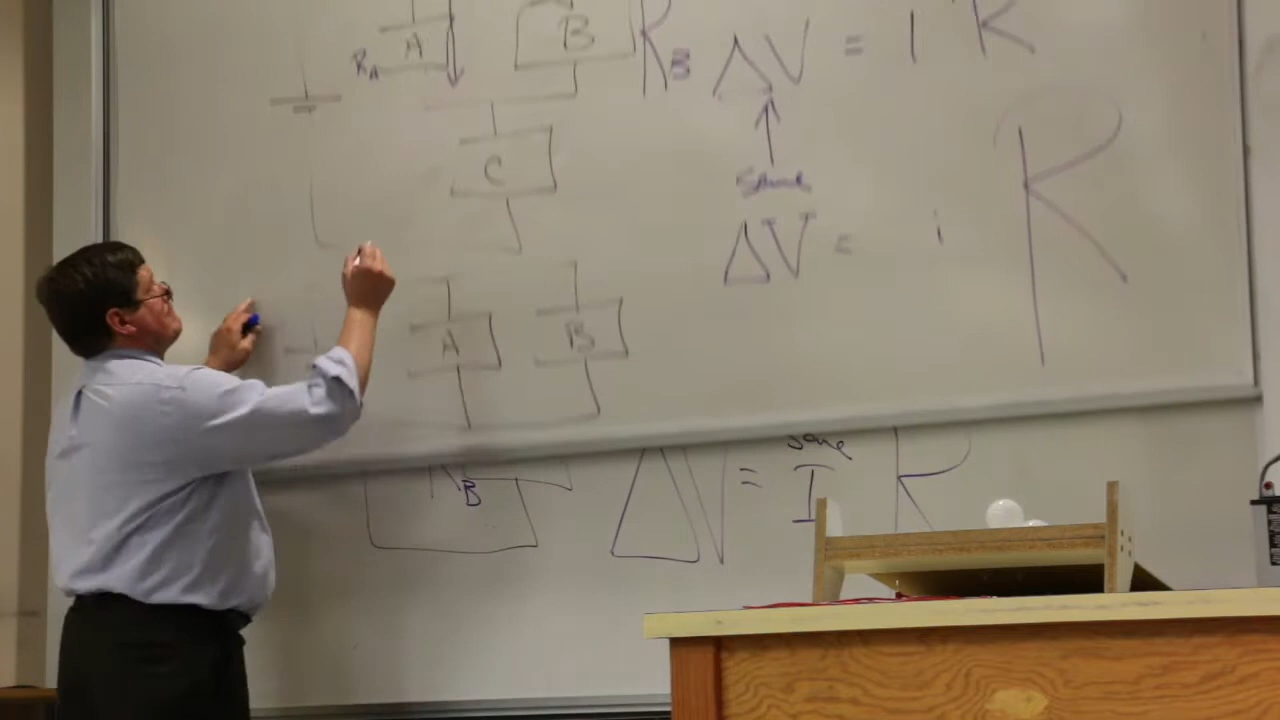 A B
R_A R_B ΔV = I R
C
same
ΔV = i R
A B
same
B ΔV = I R